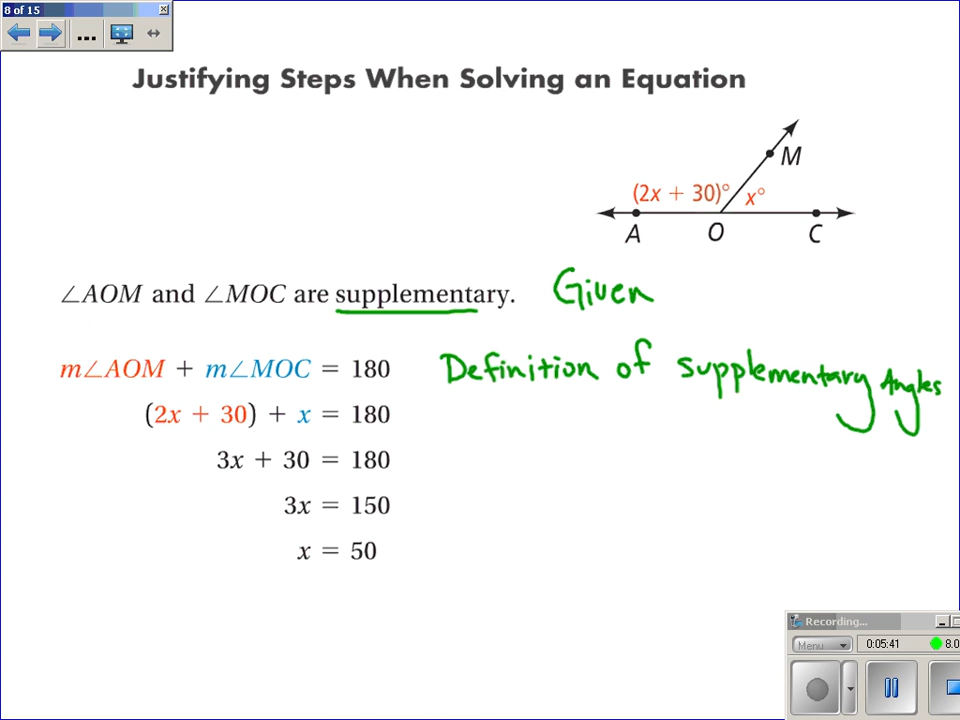 8 of 15
...
Justifying Steps When Solving an Equation
M
(2x + 30)° x°
A O C
∠AOM and ∠MOC are supplementary. Given
m∠AOM + m∠MOC = 180 Definition of supplementary Angles
(2x + 30) + x = 180
3x + 30 = 180
3x = 150
x = 50
Recording...
Menu 0:05:41 8.0